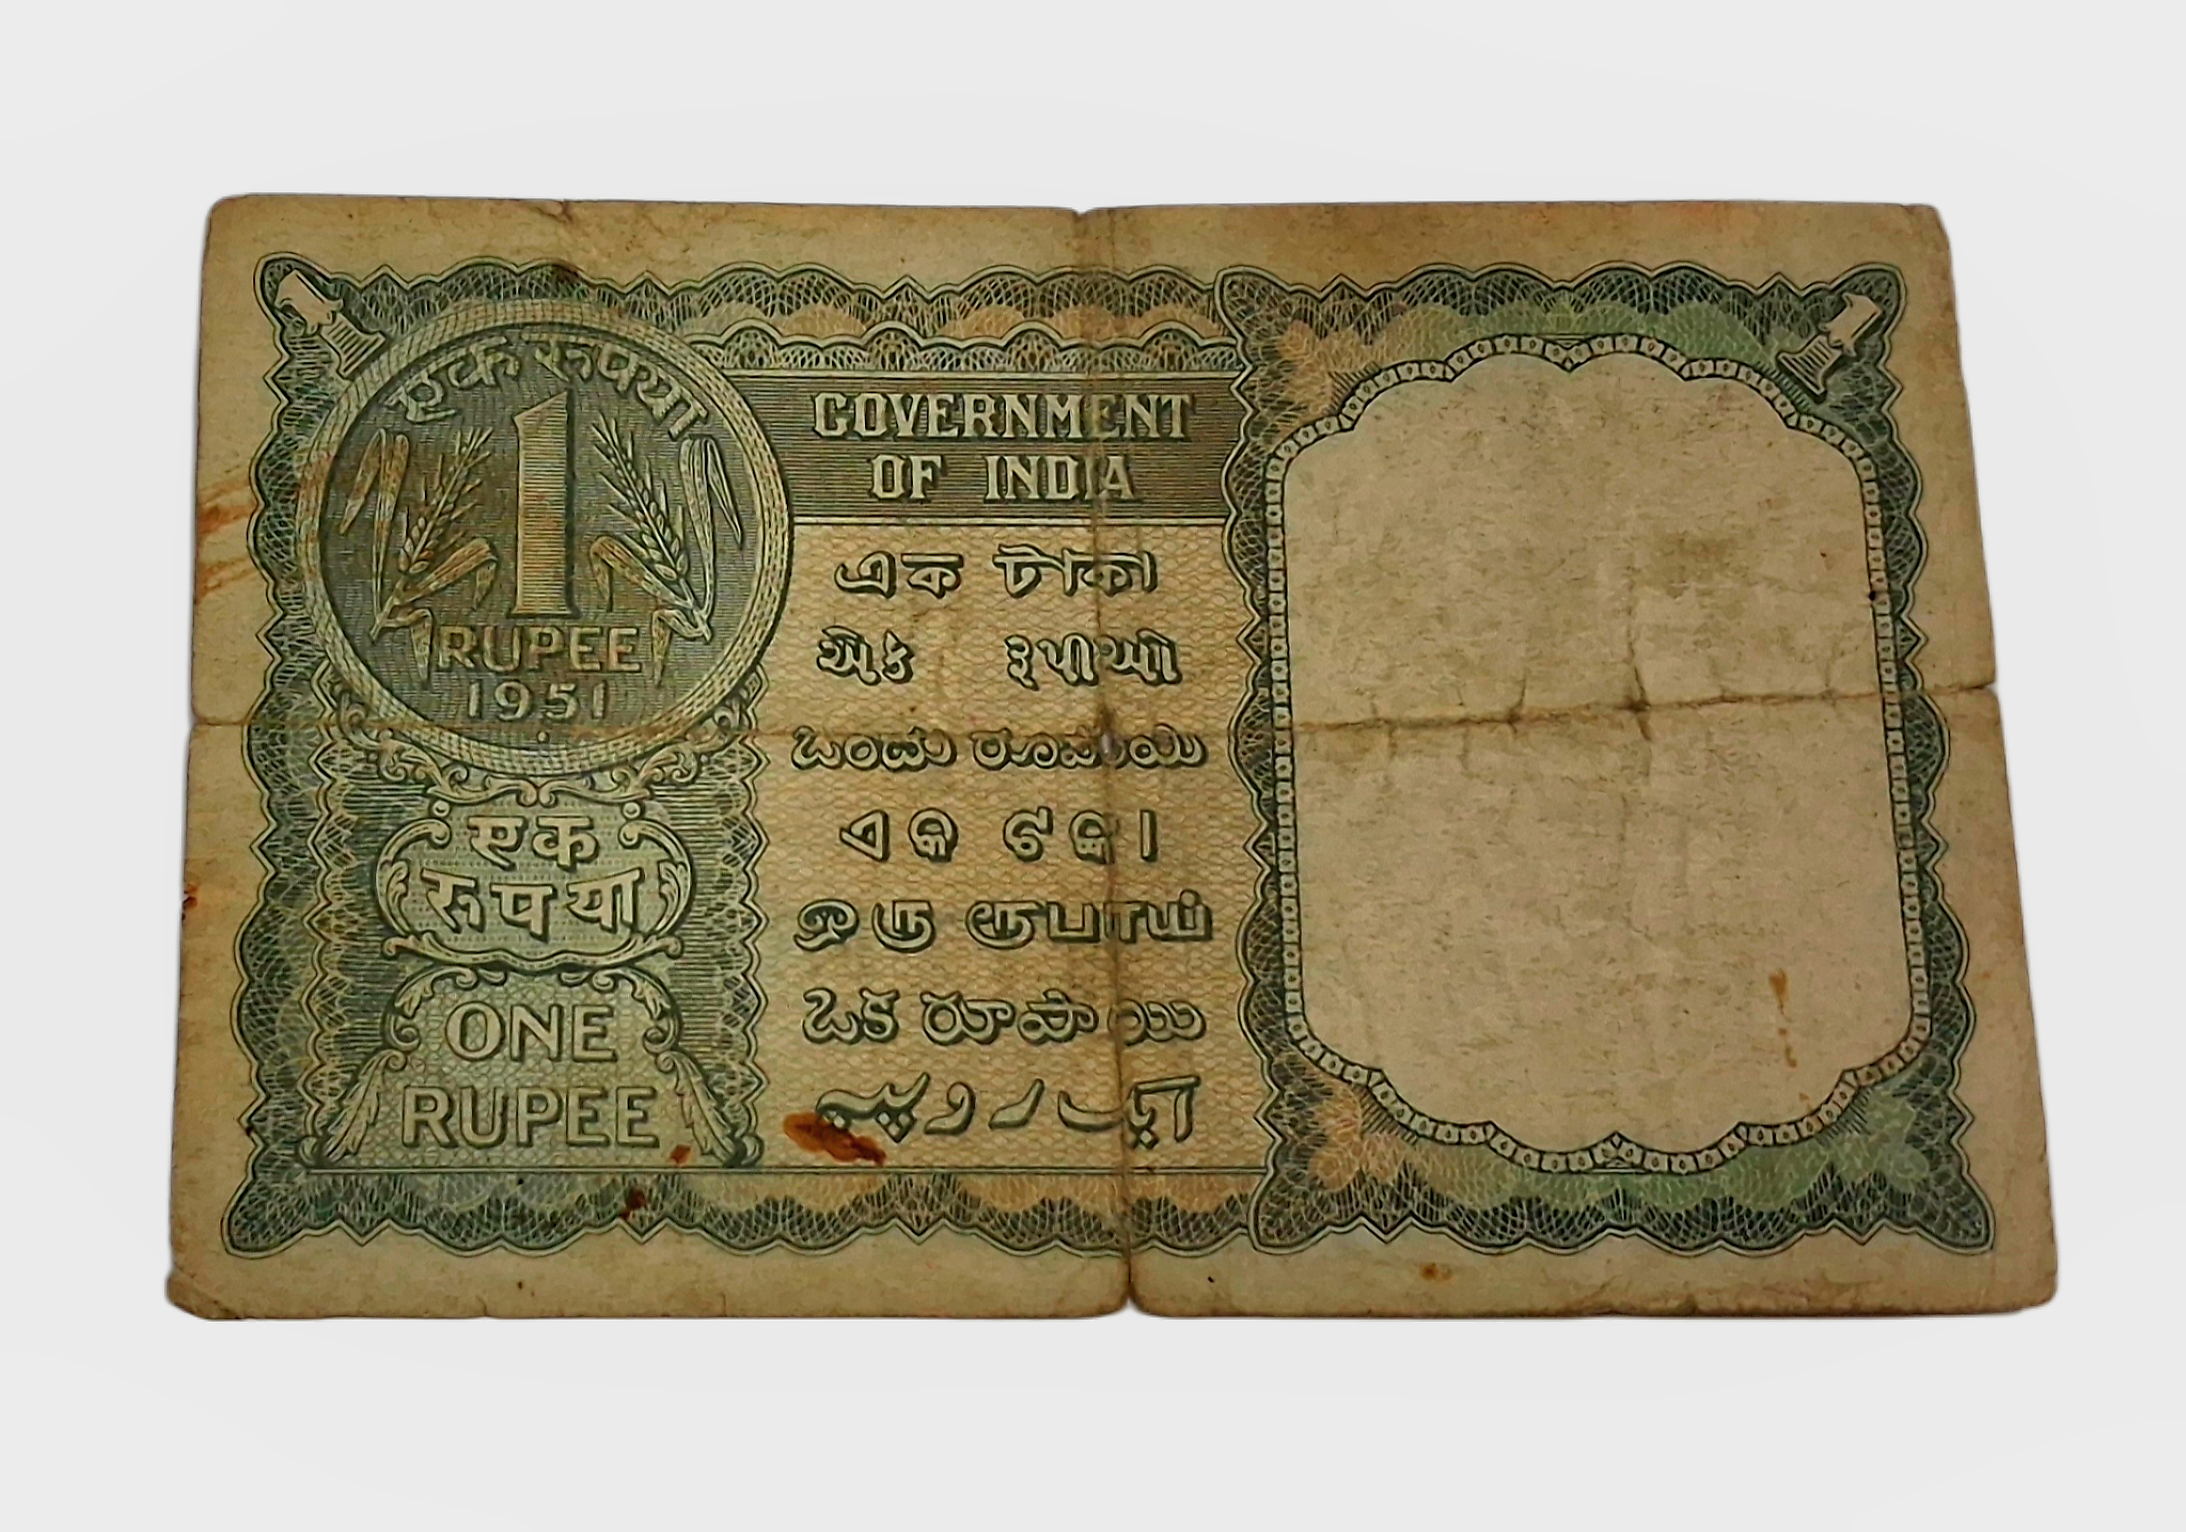 एक रुपया
1
RUPEE
1951
एक
रुपया
ONE
RUPEE
GOVERNMENT
OF INDIA
এক টাকা
એક રૂપીઓ
ಒಂದು ರೂಪಾಯಿ
ଏକ ଟଙ୍କା
ஒரு ரூபாய்
ఒక రూపాయి
ایک روپیہ